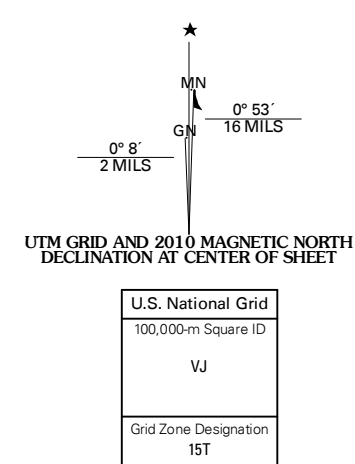 ★
MN
0° 53´
16 MILS
GN
0° 8´
2 MILS
UTM GRID AND 2010 MAGNETIC NORTH
DECLINATION AT CENTER OF SHEET
U.S. National Grid
100,000-m Square ID
VJ
Grid Zone Designation
15T